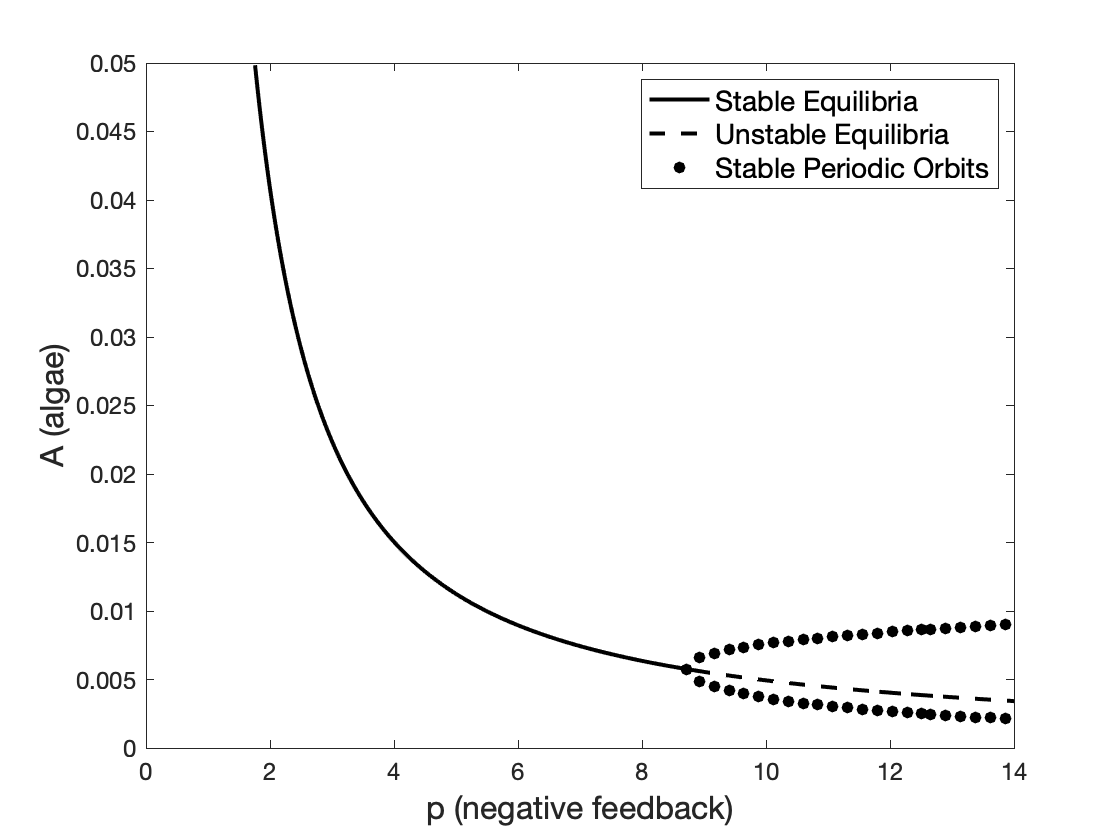 0.05
0.045
0.04
0.035
0.03
0.025
0.02
0.015
0.01
0.005
0
A (algae)
Stable Equilibria
Unstable Equilibria
Stable Periodic Orbits
0 2 4 6 8 10 12 14
p (negative feedback)